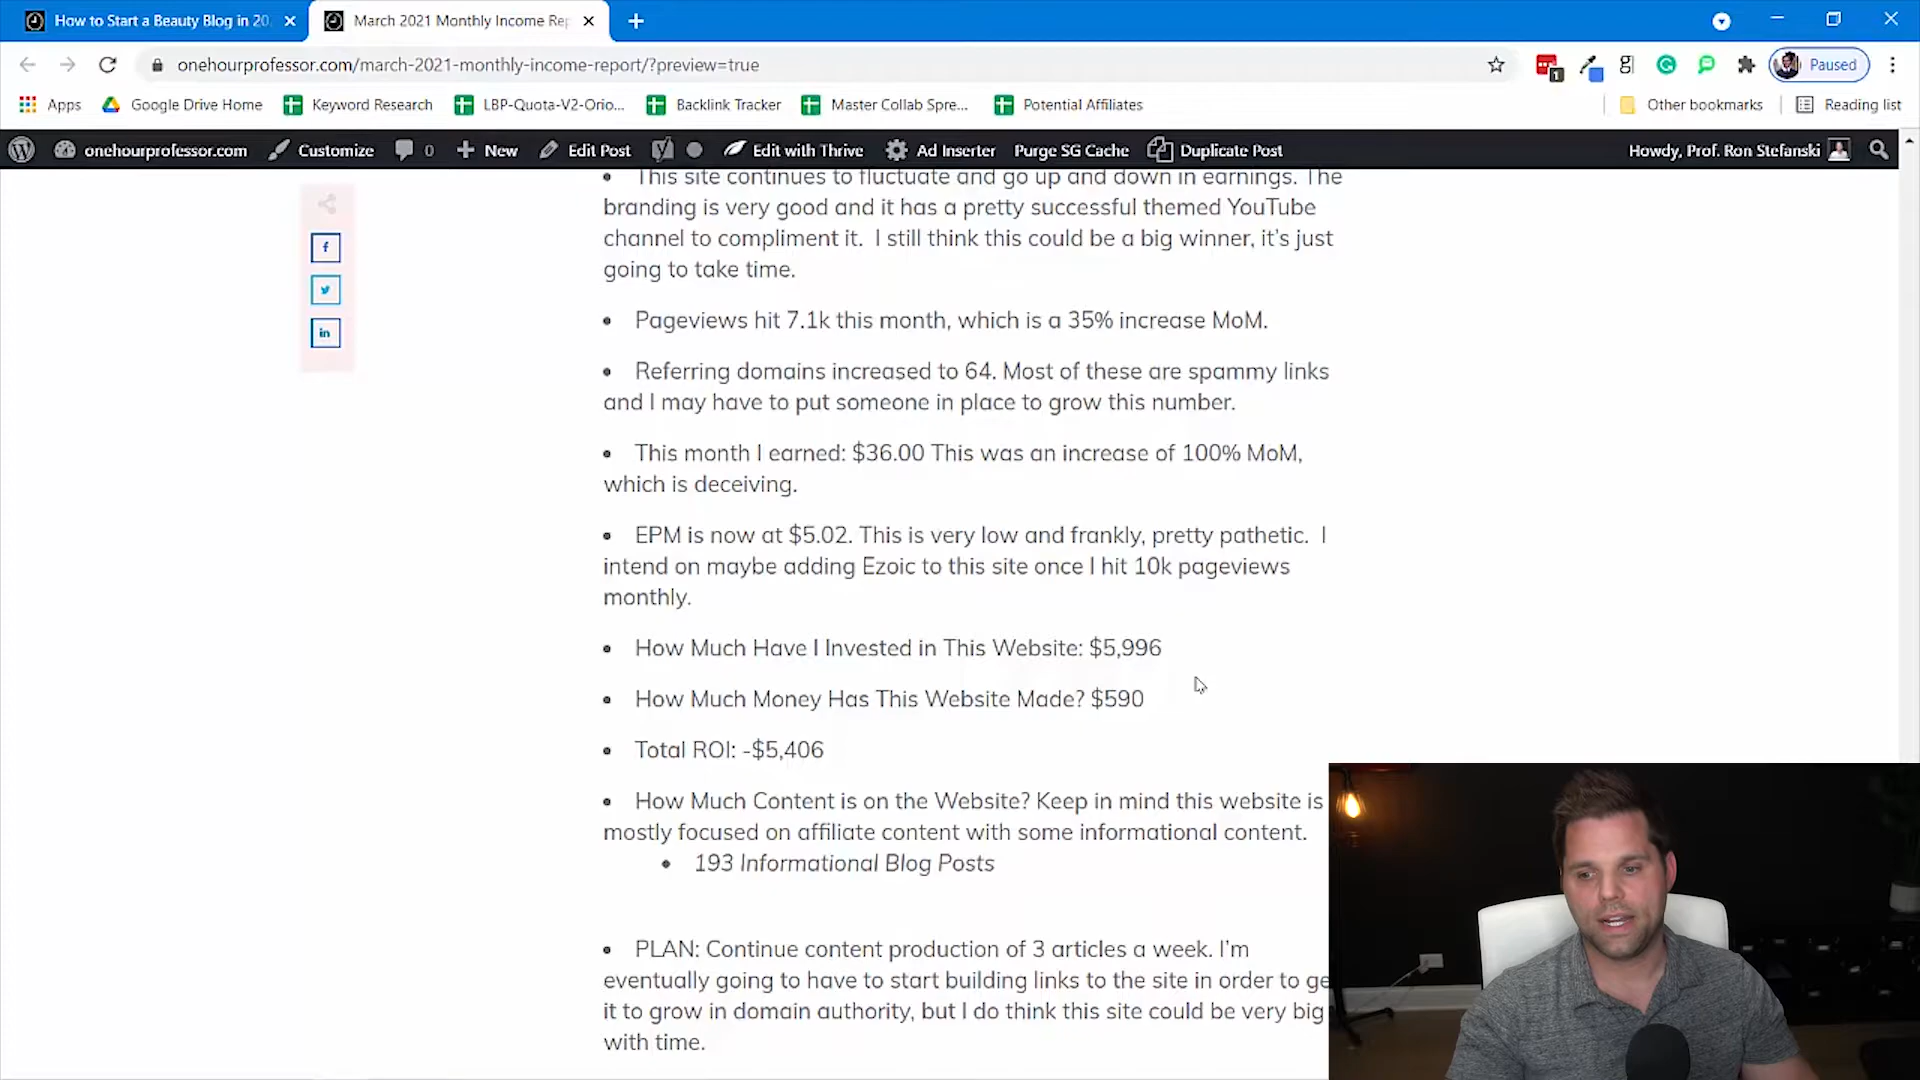 How to Start a Beauty Blog in 20
March 2021 Monthly Income Rep
onehourprofessor.com/march-2021-monthly-income-report/?preview=true
1
g|
Paused
Apps
Google Drive Home
Keyword Research
LBP-Quota-V2-Orio...
Backlink Tracker
Master Collab Spre...
Potential Affiliates
Other bookmarks
Reading list
onehourprofessor.com
Customize
0
New
Edit Post
Edit with Thrive
Ad Inserter
Purge SG Cache
Duplicate Post
Howdy, Prof. Ron Stefanski
• This site continues to fluctuate and go up and down in earnings. The
branding is very good and it has a pretty successful themed YouTube
channel to compliment it. I still think this could be a big winner, it's just
going to take time.
• Pageviews hit 7.1k this month, which is a 35% increase MoM.
• Referring domains increased to 64. Most of these are spammy links
and I may have to put someone in place to grow this number.
• This month I earned: $36.00 This was an increase of 100% MoM,
which is deceiving.
• EPM is now at $5.02. This is very low and frankly, pretty pathetic. I
intend on maybe adding Ezoic to this site once I hit 10k pageviews
monthly.
• How Much Have I Invested in This Website: $5,996
• How Much Money Has This Website Made? $590
• Total ROI: -$5,406
• How Much Content is on the Website? Keep in mind this website is
mostly focused on affiliate content with some informational content.
• 193 Informational Blog Posts
• PLAN: Continue content production of 3 articles a week. I'm
eventually going to have to start building links to the site in order to ge
it to grow in domain authority, but I do think this site could be very big
with time.